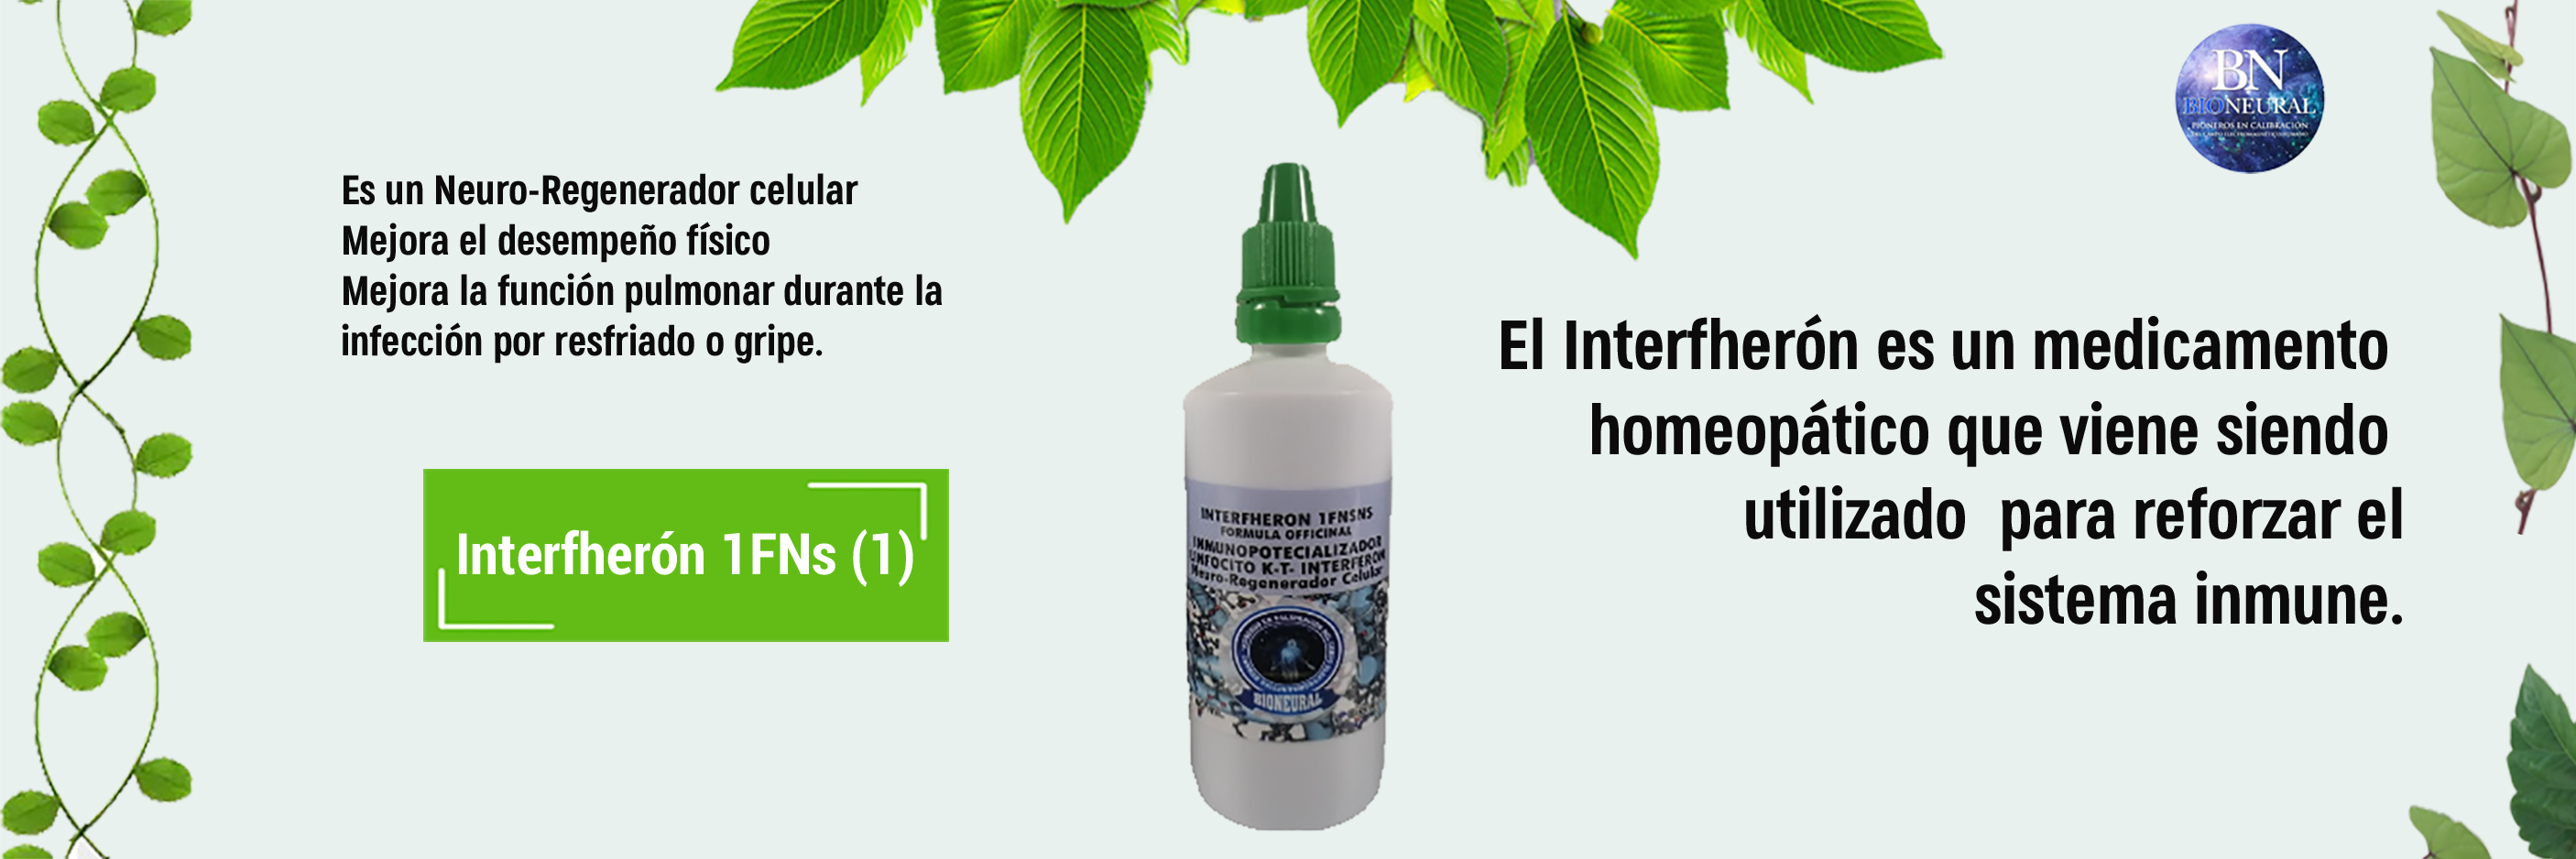 BN
BIONEURAL
PIONEROS EN CALIBRACIÓN
Es un Neuro-Regenerador celular
Mejora el desempeño físico
Mejora la función pulmonar durante la
infección por resfriado o gripe.
Interfherón 1FNs (1)
El Interfherón es un medicamento
homeopático que viene siendo
utilizado para reforzar el
sistema inmune.
INTERFHERON 1FNSNS
FORMULA OFFICINAL
INMUNOPOTECIALIZADOR
LINFOCITO K-T- INTERFERON
Neuro-Regenerador Celular
BIONEURAL